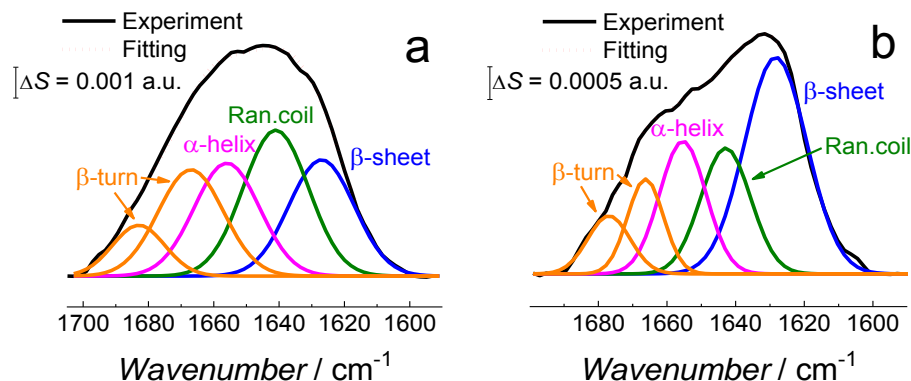 Experiment
Fitting
a
ΔS = 0.001 a.u.
Ran.coil
α-helix
β-sheet
β-turn
1700 1680 1660 1640 1620 1600
Wavenumber / cm⁻¹
Experiment
Fitting
b
ΔS = 0.0005 a.u.
β-sheet
α-helix
Ran.coil
β-turn
1680 1660 1640 1620 1600
Wavenumber / cm⁻¹